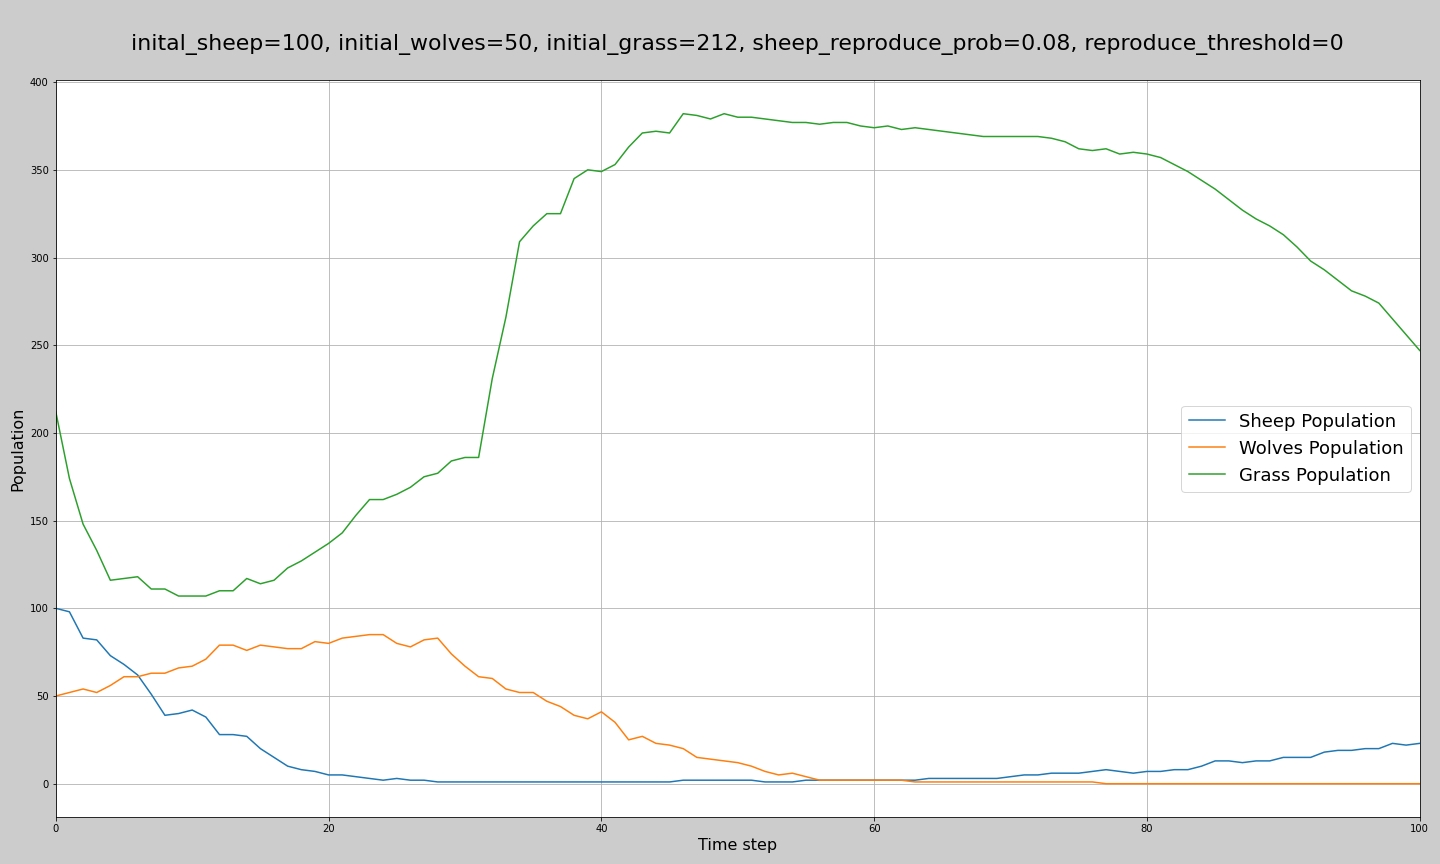 inital_sheep=100, initial_wolves=50, initial_grass=212, sheep_reproduce_prob=0.08, reproduce_threshold=0
400
350
300
250
200
150
100
50
0
Population
Sheep Population
Wolves Population
Grass Population
0 20 40 60 80 100
Time step